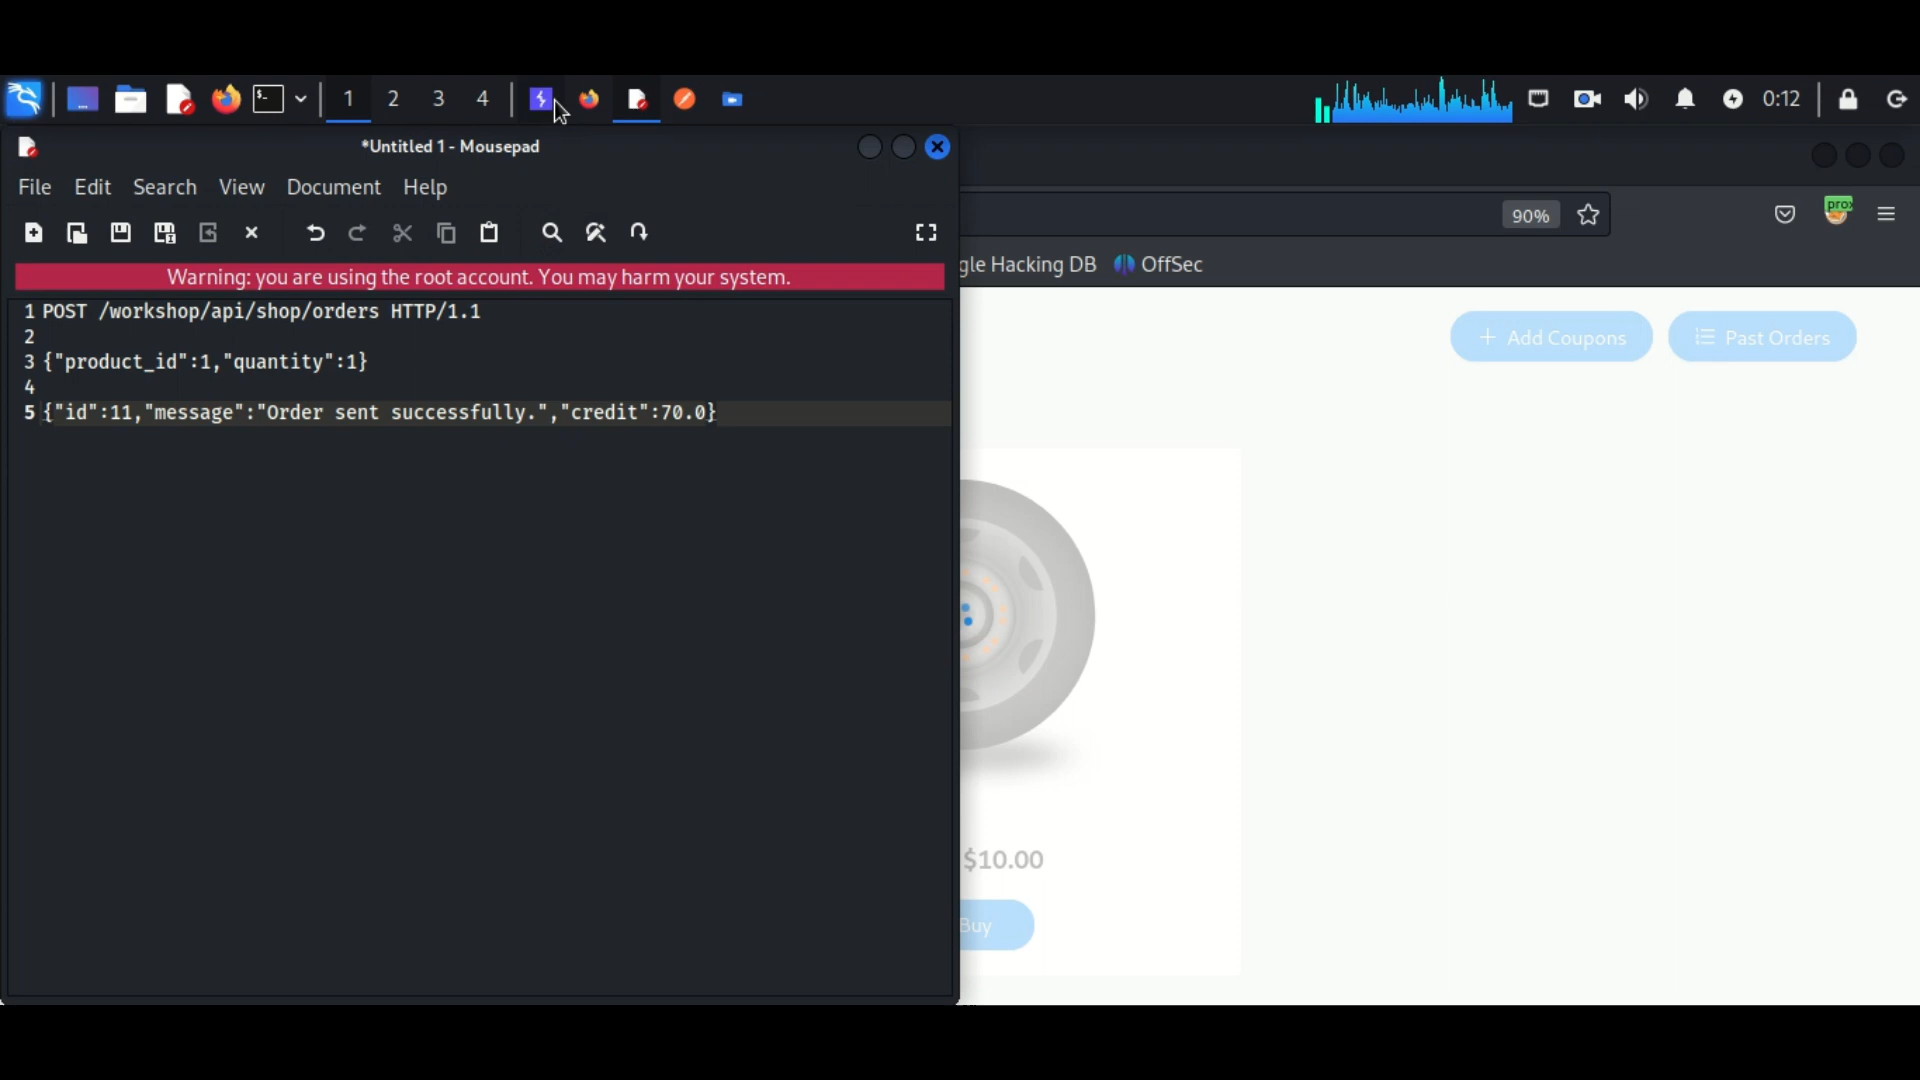 1 2 3 4 0:12
*Untitled 1 - Mousepad
File Edit Search View Document Help
90%
prox
gle Hacking DB OffSec
Warning: you are using the root account. You may harm your system.
1 POST /workshop/api/shop/orders HTTP/1.1
2
3 {"product_id":1,"quantity":1}
4
5 {"id":11,"message":"Order sent successfully.","credit":70.0}
+ Add Coupons Past Orders
$10.00
Buy